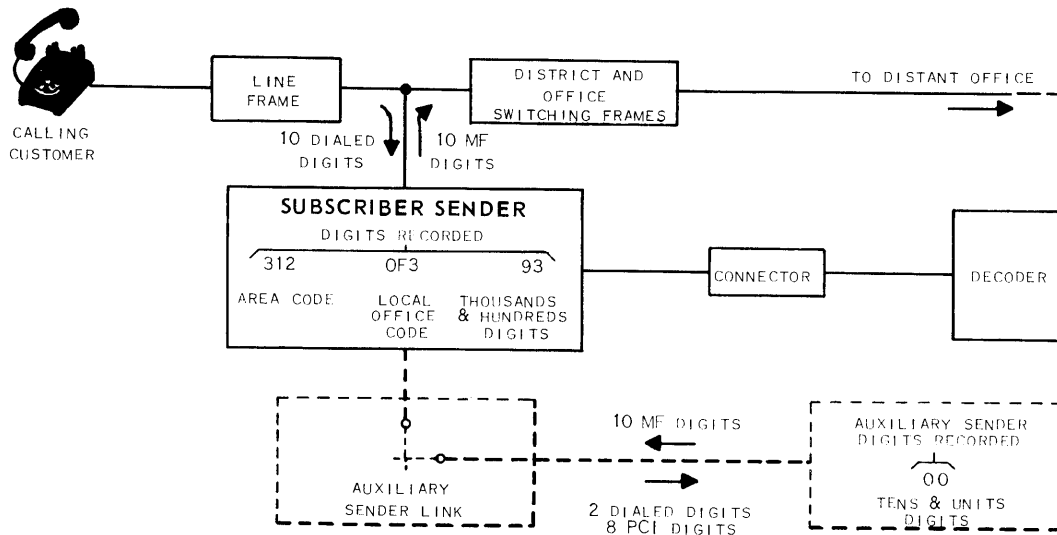 CALLING
CUSTOMER
LINE
FRAME
DISTRICT AND
OFFICE
SWITCHING FRAMES
TO DISTANT OFFICE
10 DIALED
DIGITS
10 MF
DIGITS
SUBSCRIBER SENDER
DIGITS RECORDED
312
OF3
93
AREA CODE
LOCAL
OFFICE
CODE
THOUSANDS
& HUNDREDS
DIGITS
CONNECTOR
DECODER
AUXILIARY
SENDER LINK
10 MF DIGITS
2 DIALED DIGITS
8 PCI DIGITS
AUXILIARY SENDER
DIGITS RECORDED
00
TENS & UNITS
DIGITS